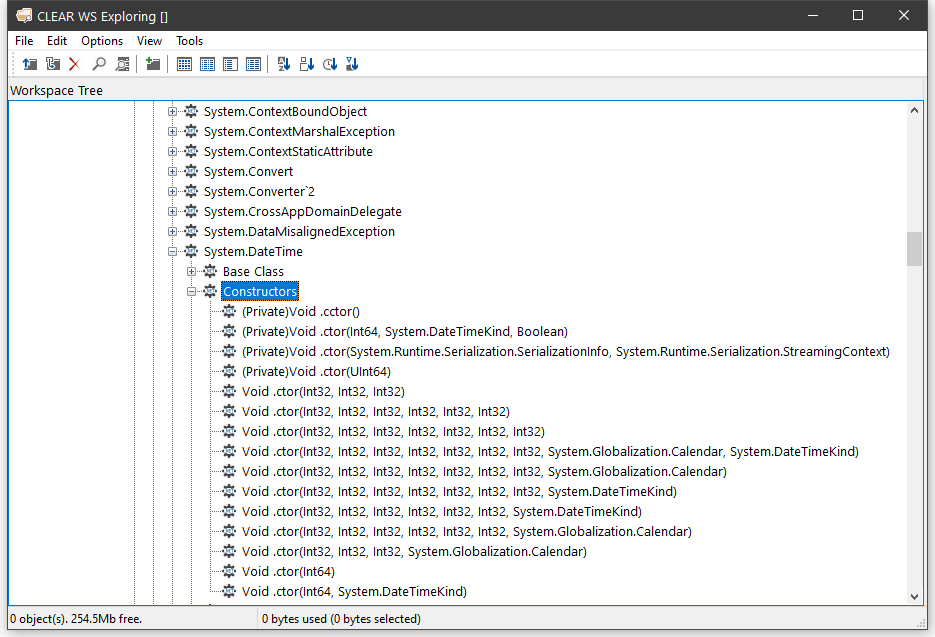 CLEAR WS Exploring []
File Edit Options View Tools
Workspace Tree
System.ContextBoundObject
System.ContextMarshalException
System.ContextStaticAttribute
System.Convert
System.Converter`2
System.CrossAppDomainDelegate
System.DataMisalignedException
System.DateTime
Base Class
Constructors
(Private)Void .cctor()
(Private)Void .ctor(Int64, System.DateTimeKind, Boolean)
(Private)Void .ctor(System.Runtime.Serialization.SerializationInfo, System.Runtime.Serialization.StreamingContext)
(Private)Void .ctor(UInt64)
Void .ctor(Int32, Int32, Int32)
Void .ctor(Int32, Int32, Int32, Int32, Int32, Int32)
Void .ctor(Int32, Int32, Int32, Int32, Int32, Int32, Int32)
Void .ctor(Int32, Int32, Int32, Int32, Int32, Int32, Int32, System.Globalization.Calendar, System.DateTimeKind)
Void .ctor(Int32, Int32, Int32, Int32, Int32, Int32, Int32, System.Globalization.Calendar)
Void .ctor(Int32, Int32, Int32, Int32, Int32, Int32, Int32, System.DateTimeKind)
Void .ctor(Int32, Int32, Int32, Int32, Int32, Int32, System.DateTimeKind)
Void .ctor(Int32, Int32, Int32, Int32, Int32, Int32, System.Globalization.Calendar)
Void .ctor(Int32, Int32, Int32, System.Globalization.Calendar)
Void .ctor(Int64)
Void .ctor(Int64, System.DateTimeKind)
0 object(s). 254.5Mb free. 0 bytes used (0 bytes selected)